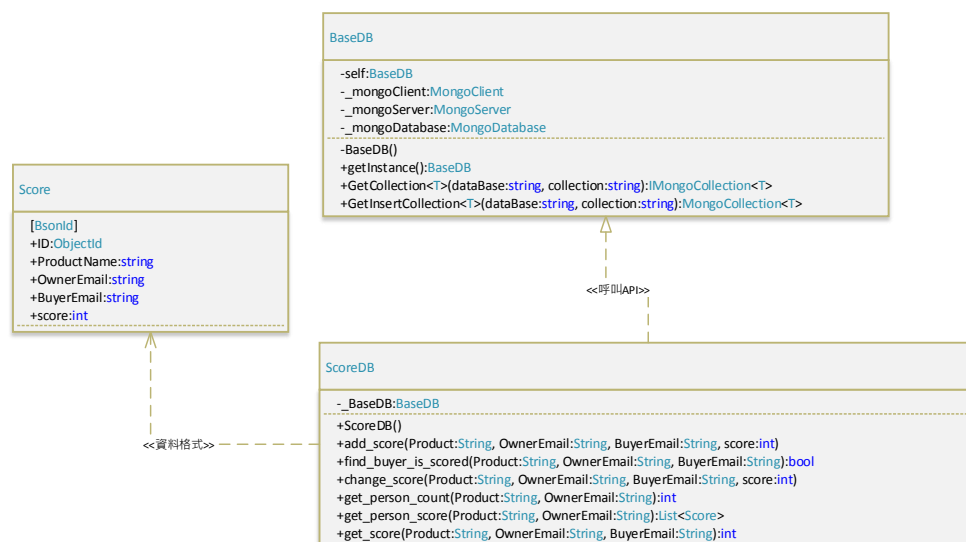 BaseDB
-self:BaseDB
-_mongoClient:MongoClient
-_mongoServer:MongoServer
-_mongoDatabase:MongoDatabase
-BaseDB()
+getInstance():BaseDB
+GetCollection<T>(dataBase:string, collection:string):IMongoCollection<T>
+GetInsertCollection<T>(dataBase:string, collection:string):MongoCollection<T>
Score
[BsonId]
+ID:ObjectId
+ProductName:string
+OwnerEmail:string
+BuyerEmail:string
+score:int
<<呼叫API>>
<<資料格式>>
ScoreDB
-_BaseDB:BaseDB
+ScoreDB()
+add_score(Product:String, OwnerEmail:String, BuyerEmail:String, score:int)
+find_buyer_is_scored(Product:String, OwnerEmail:String, BuyerEmail:String):bool
+change_score(Product:String, OwnerEmail:String, BuyerEmail:String, score:int)
+get_person_count(Product:String, OwnerEmail:String):int
+get_person_score(Product:String, OwnerEmail:String):List<Score>
+get_score(Product:String, OwnerEmail:String, BuyerEmail:String):int